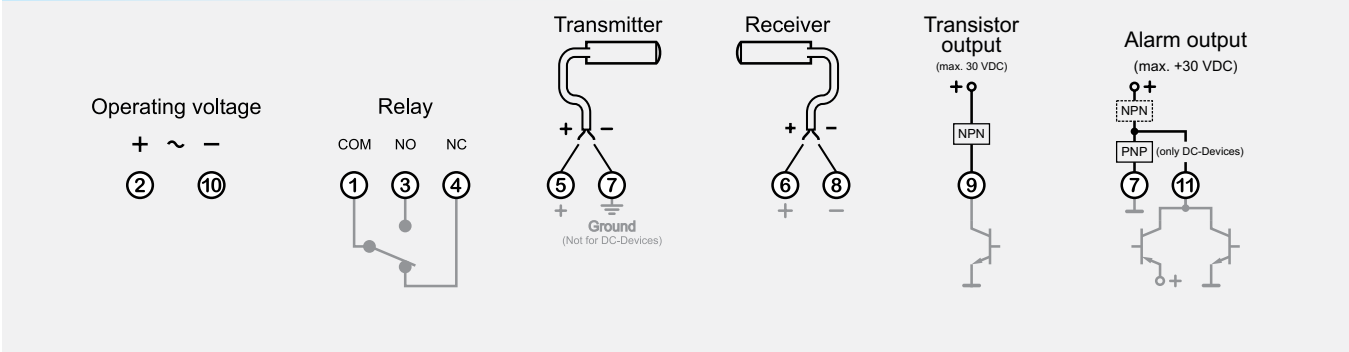 Operating voltage
+ ~ −
2 10
Relay
COM NO NC
1 3 4
Transmitter
+ −
5 7
+
Ground
(Not for DC-Devices)
Receiver
+ −
6 8
+ −
Transistor
output
(max. 30 VDC)
+
NPN
9
Alarm output
(max. +30 VDC)
+
NPN
PNP (only DC-Devices)
7 11
+